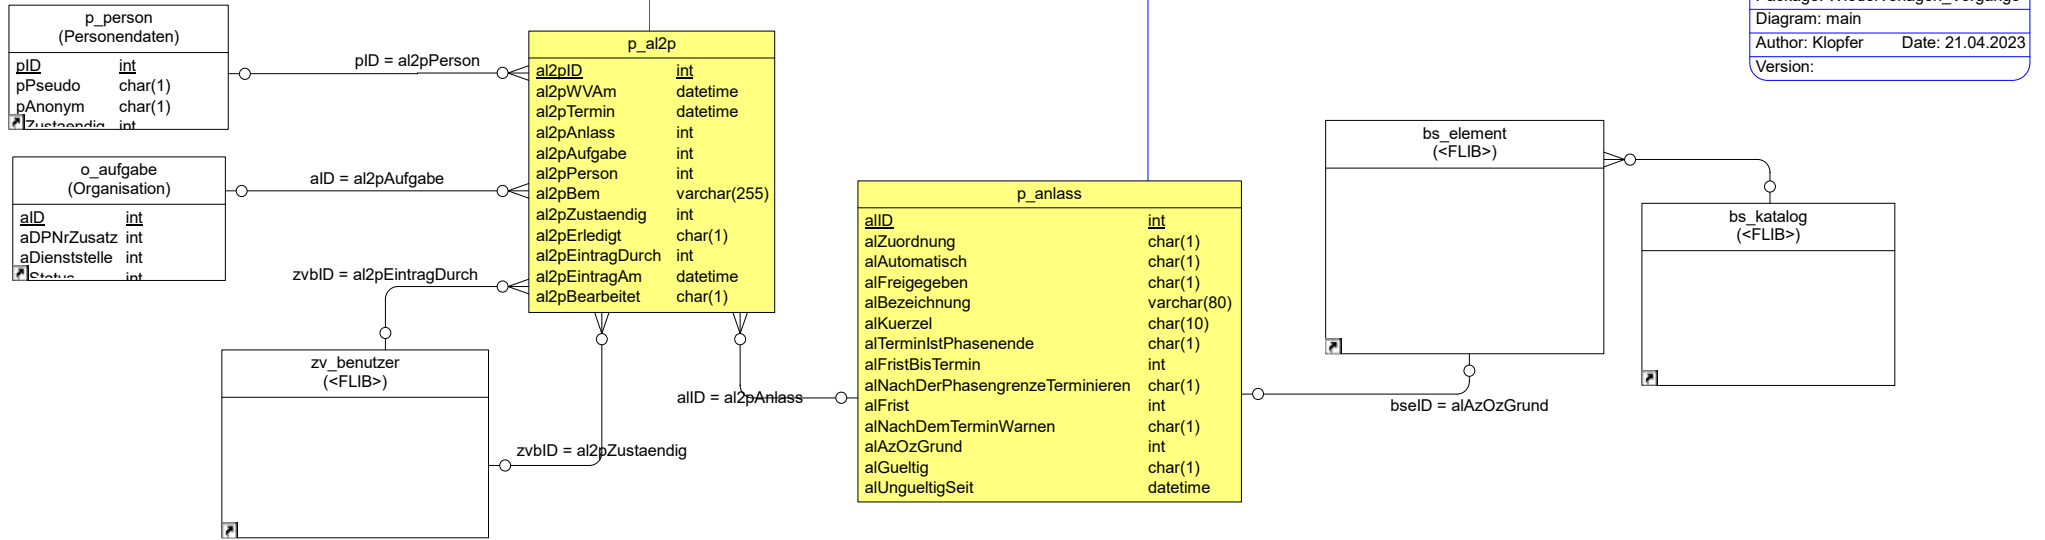 p_person
(Personendaten)
pID int
pPseudo char(1)
pAnonym char(1)
Zustaendig int
o_aufgabe
(Organisation)
aID int
aDPNrZusatz int
aDienststelle int
Status int
pID = al2pPerson
aID = al2pAufgabe
zvbID = al2pEintragDurch
zv_benutzer
(<FLIB>)
zvbID = al2pZustaendig
p_al2p
al2pID int
al2pWVAm datetime
al2pTermin datetime
al2pAnlass int
al2pAufgabe int
al2pPerson int
al2pBem varchar(255)
al2pZustaendig int
al2pErledigt char(1)
al2pEintragDurch int
al2pEintragAm datetime
al2pBearbeitet char(1)
alID = al2pAnlass
p_anlass
alID int
alZuordnung char(1)
alAutomatisch char(1)
alFreigegeben char(1)
alBezeichnung varchar(80)
alKuerzel char(10)
alTerminIstPhasenende char(1)
alFristBisTermin int
alNachDerPhasengrenzeTerminieren char(1)
alFrist int
alNachDemTerminWarnen char(1)
alAzOzGrund int
alGueltig char(1)
alUngueltigSeit datetime
bs_element
(<FLIB>)
bseID = alAzOzGrund
bs_katalog
(<FLIB>)
Diagram: main
Author: Klopfer Date: 21.04.2023
Version: